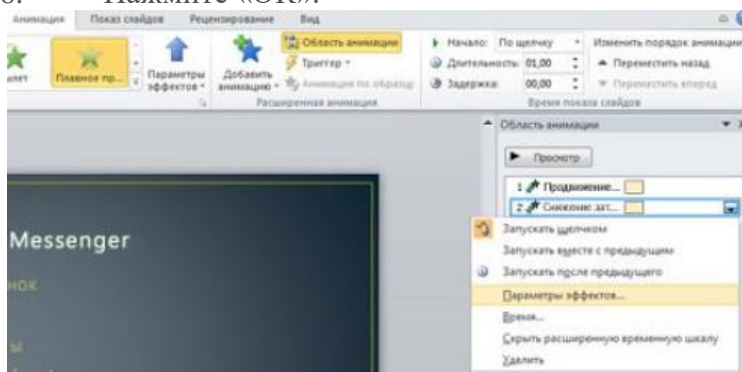 Нажмите «ОК».
Анимация Показ слайдов Рецензирование Вид
Плавное пр...
Параметры эффектов
Добавить анимацию
Область анимации
Триггер
Анимация по образцу
Расширенная анимация
Начало: По щелчку
Длительность: 01,00
Задержка: 00,00
Время показа слайдов
Изменить порядок анимации
Переместить назад
Переместить вперед
Область анимации
Просмотр
1 Продвижение...
2 Снижение зат...
Запускать щелчком
Запускать вместе с предыдущим
Запускать после предыдущего
Параметры эффектов...
Время...
Скрыть расширенную временную шкалу
Удалить
Messenger